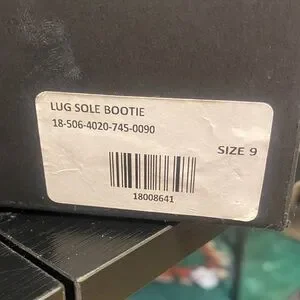 LUG SOLE BOOTIE
18-506-4020-745-0090
SIZE 9
18008641